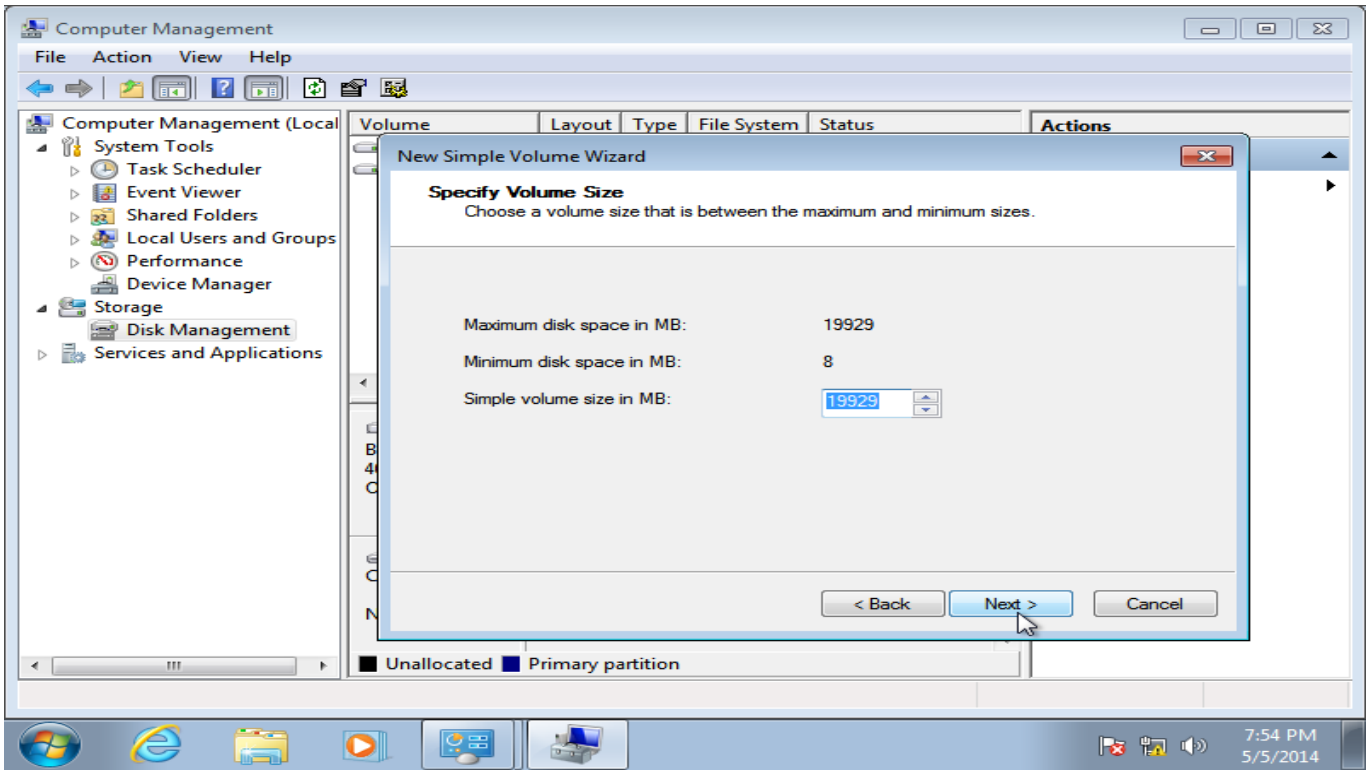 Computer Management
File Action View Help
Computer Management (Local
System Tools
Task Scheduler
Event Viewer
Shared Folders
Local Users and Groups
Performance
Device Manager
Storage
Disk Management
Services and Applications
Volume Layout Type File System Status
Actions
New Simple Volume Wizard
Specify Volume Size
Choose a volume size that is between the maximum and minimum sizes.
Maximum disk space in MB: 19929
Minimum disk space in MB: 8
Simple volume size in MB: 19929
< Back Next > Cancel
B
40
C
C
N
Unallocated Primary partition
7:54 PM
5/5/2014